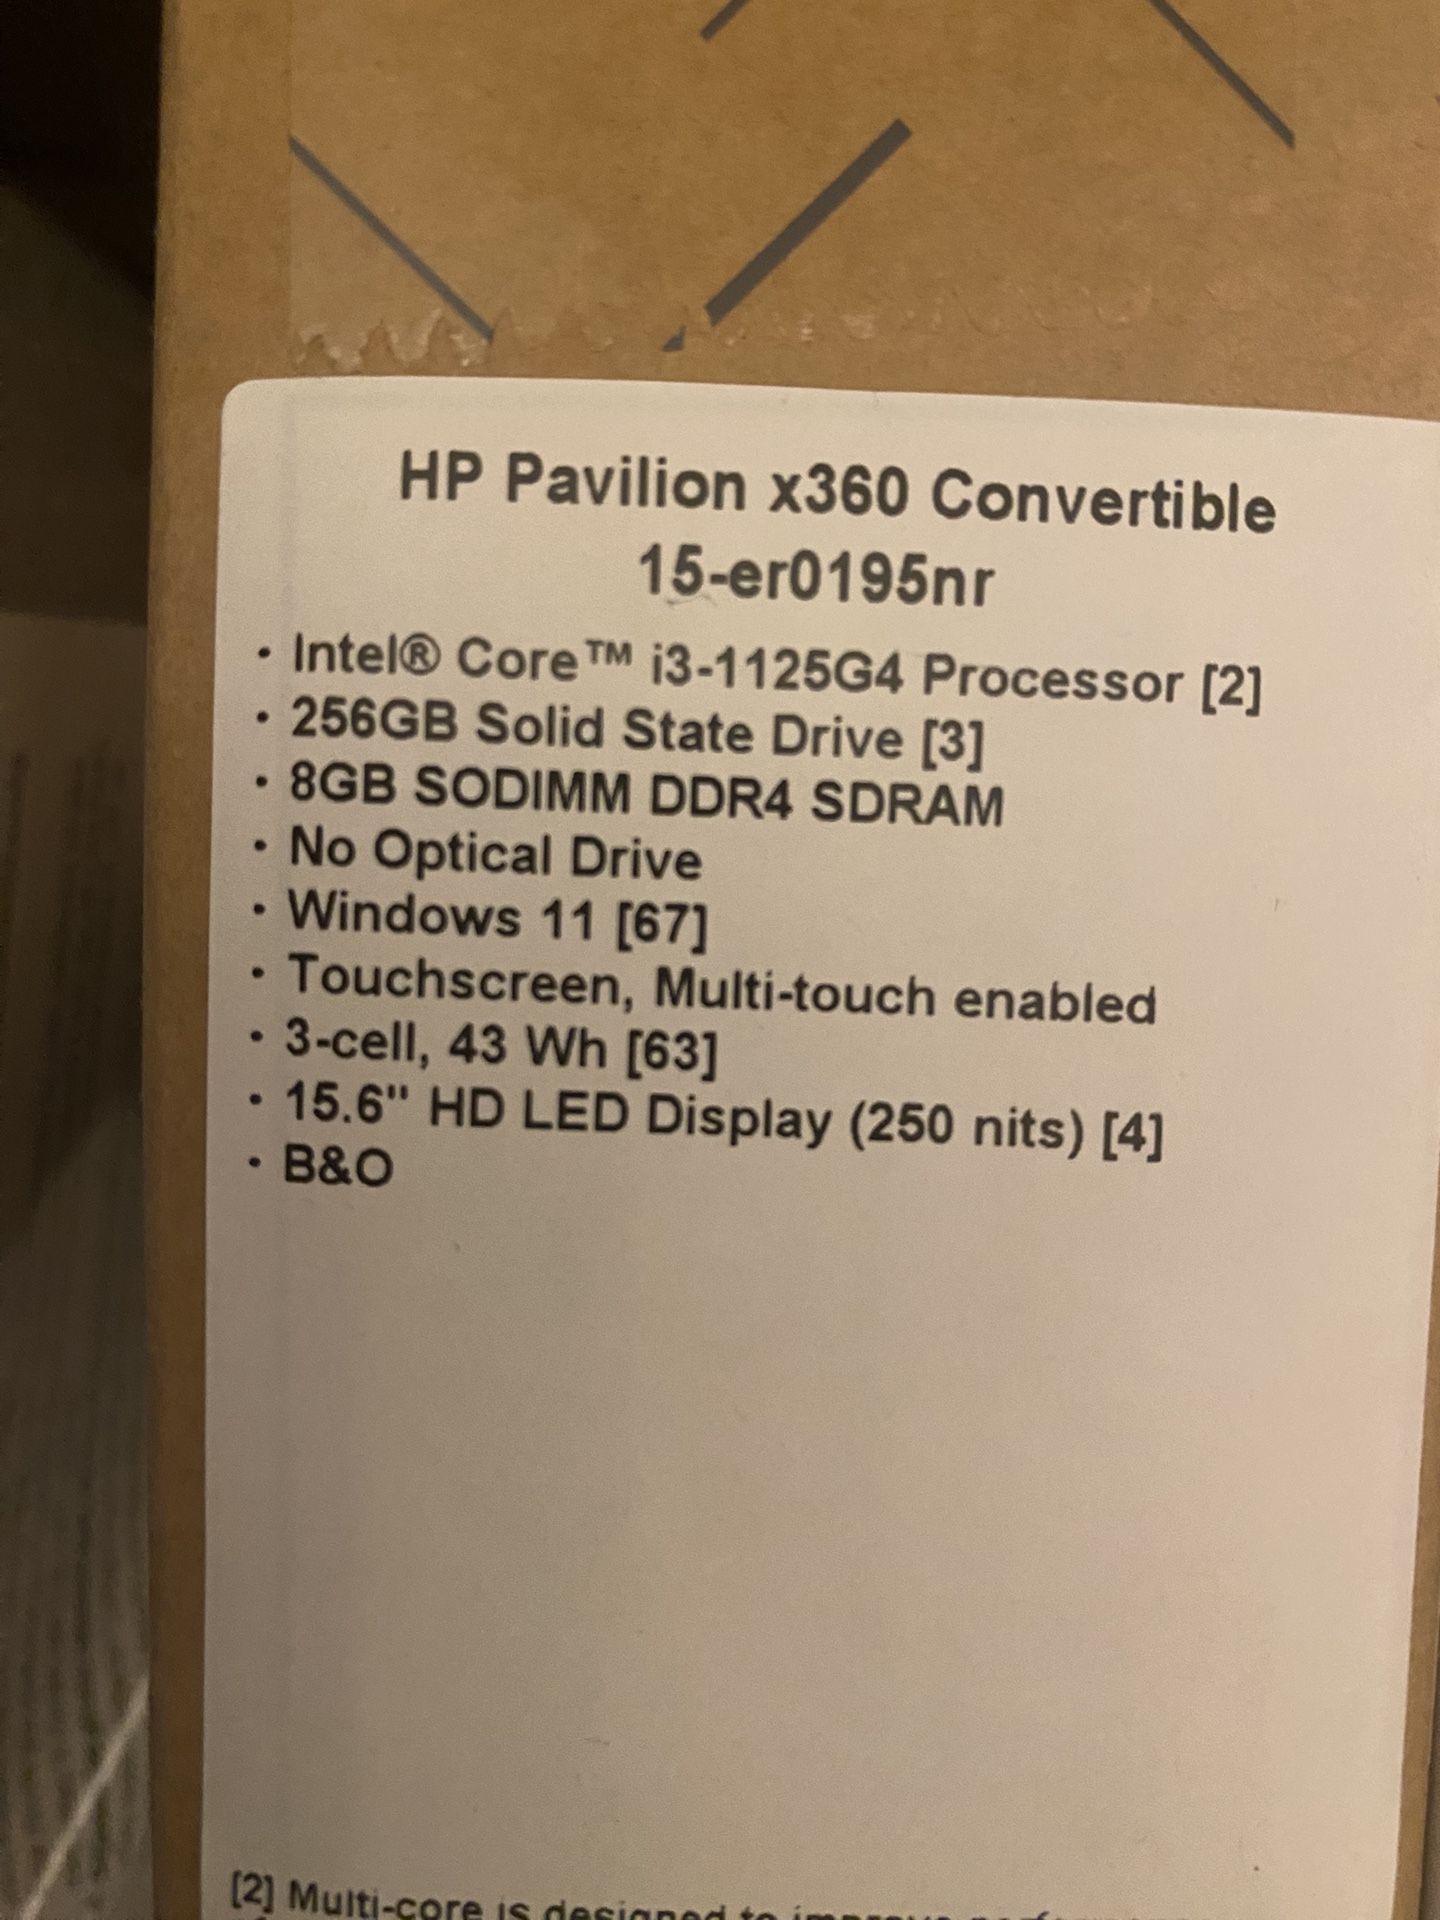 HP Pavilion x360 Convertible
15-er0195nr
· Intel® Core™ i3-1125G4 Processor [2]
· 256GB Solid State Drive [3]
· 8GB SODIMM DDR4 SDRAM
· No Optical Drive
· Windows 11 [67]
· Touchscreen, Multi-touch enabled
· 3-cell, 43 Wh [63]
· 15.6" HD LED Display (250 nits) [4]
· B&O
[2] Multi-core is designed to improve